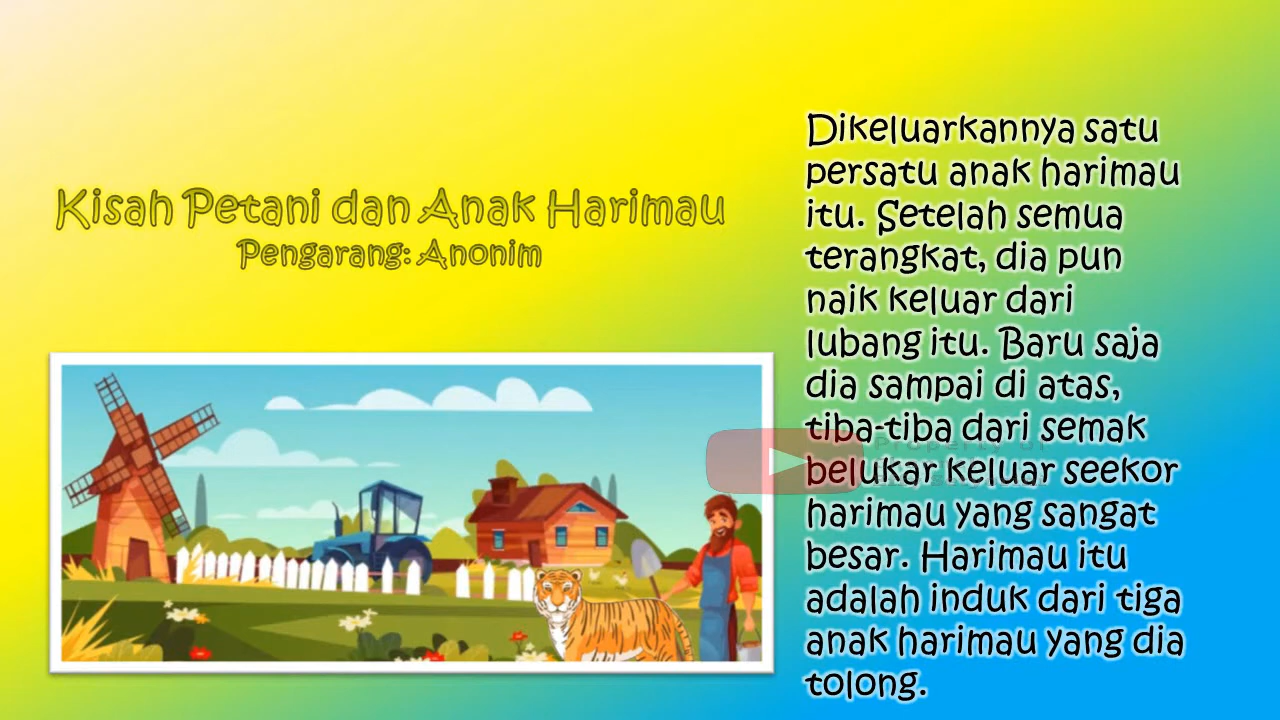 Kisah Petani dan Anak Harimau
Pengarang: Anonim
Dikeluarkannya satu
persatu anak harimau
itu. Setelah semua
terangkat, dia pun
naik keluar dari
lubang itu. Baru saja
dia sampai di atas,
tiba-tiba dari semak
belukar keluar seekor
harimau yang sangat
besar. Harimau itu
adalah induk dari tiga
anak harimau yang dia
tolong.
Property of